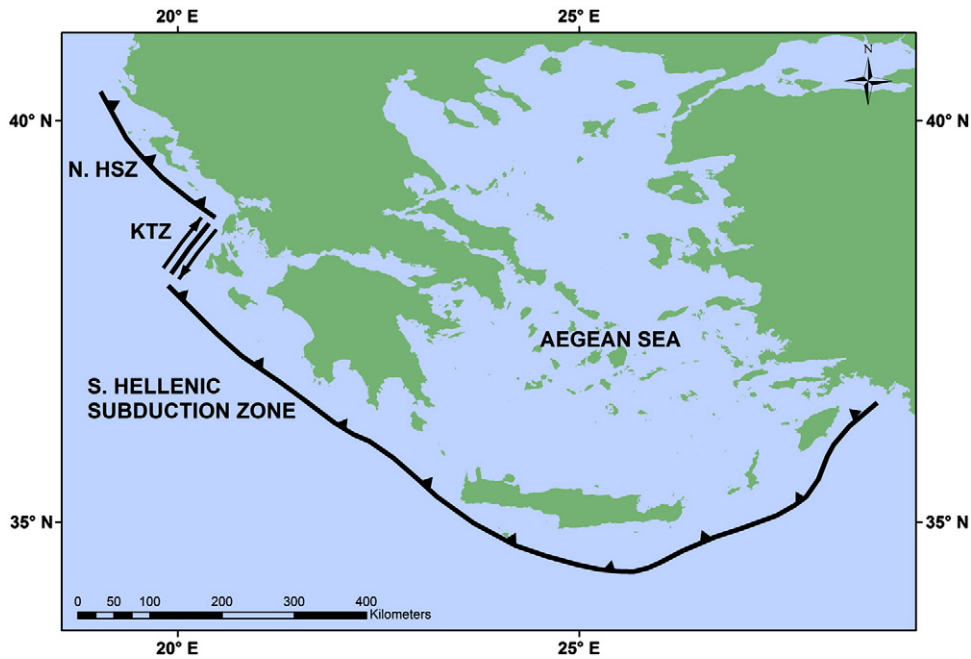 20° E
25° E
N
40° N
40° N
N. HSZ
KTZ
AEGEAN SEA
S. HELLENIC
SUBDUCTION ZONE
35° N
35° N
0 50 100 200 300 400
Kilometers
20° E
25° E